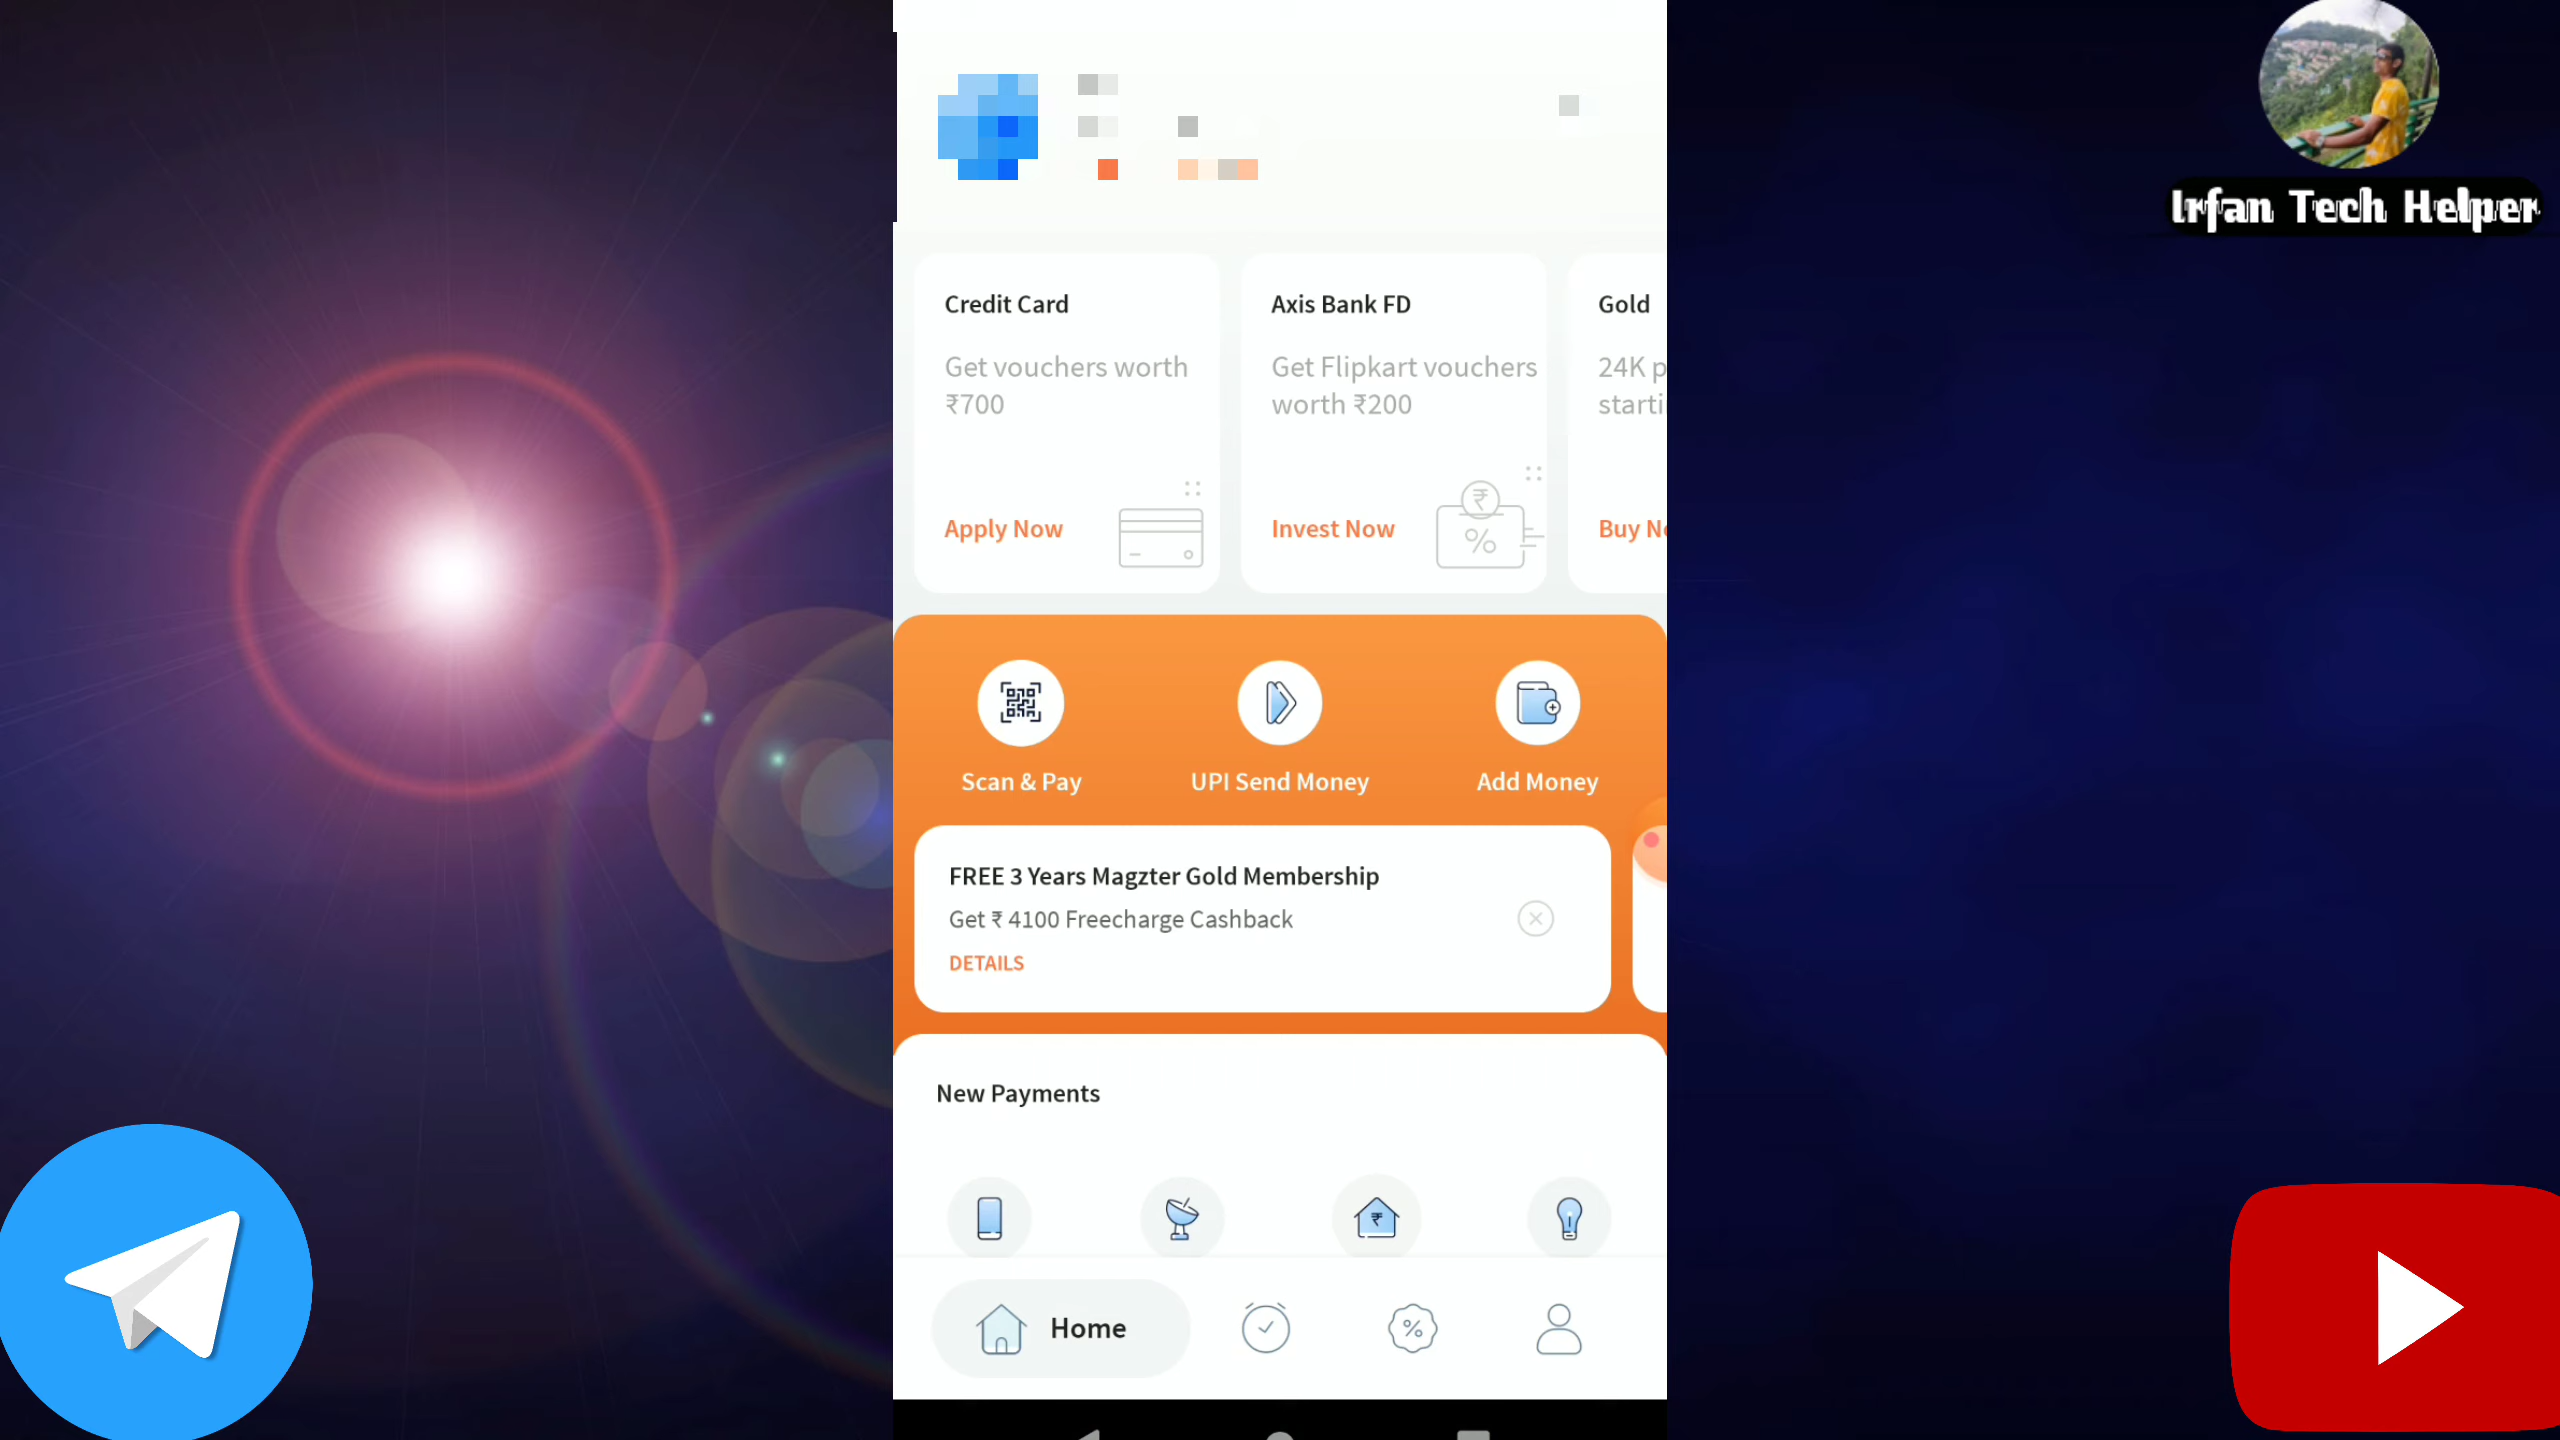 Irfan Tech Helper
Credit Card
Get vouchers worth
₹700
Apply Now
Axis Bank FD
Get Flipkart vouchers
worth ₹200
Invest Now
Gold
24K
Buy
Scan & Pay
UPI Send Money
Add Money
FREE 3 Years Magzter Gold Membership
Get ₹ 4100 Freecharge Cashback
DETAILS
New Payments
Home